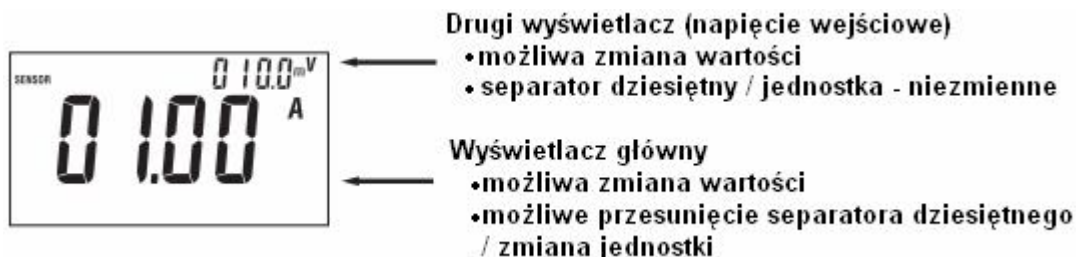 Drugi wyświetlacz (napięcie wejściowe)
•możliwa zmiana wartości
• separator dziesiętny / jednostka - niezmienne
SENSOR
010.0mV
01.00 A
Wyświetlacz główny
•możliwa zmiana wartości
•możliwe przesunięcie separatora dziesiętnego
/ zmiana jednostki